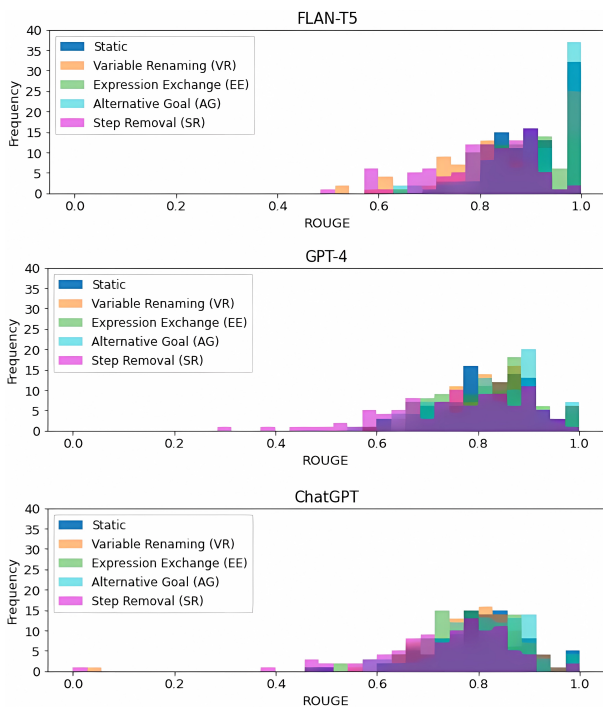 FLAN-T5
40
35
30
25
20
15
10
5
0
Frequency
Static
Variable Renaming (VR)
Expression Exchange (EE)
Alternative Goal (AG)
Step Removal (SR)
0.0 0.2 0.4 0.6 0.8 1.0
ROUGE
GPT-4
40
35
30
25
20
15
10
5
0
Frequency
Static
Variable Renaming (VR)
Expression Exchange (EE)
Alternative Goal (AG)
Step Removal (SR)
0.0 0.2 0.4 0.6 0.8 1.0
ROUGE
ChatGPT
40
35
30
25
20
15
10
5
0
Frequency
Static
Variable Renaming (VR)
Expression Exchange (EE)
Alternative Goal (AG)
Step Removal (SR)
0.0 0.2 0.4 0.6 0.8 1.0
ROUGE